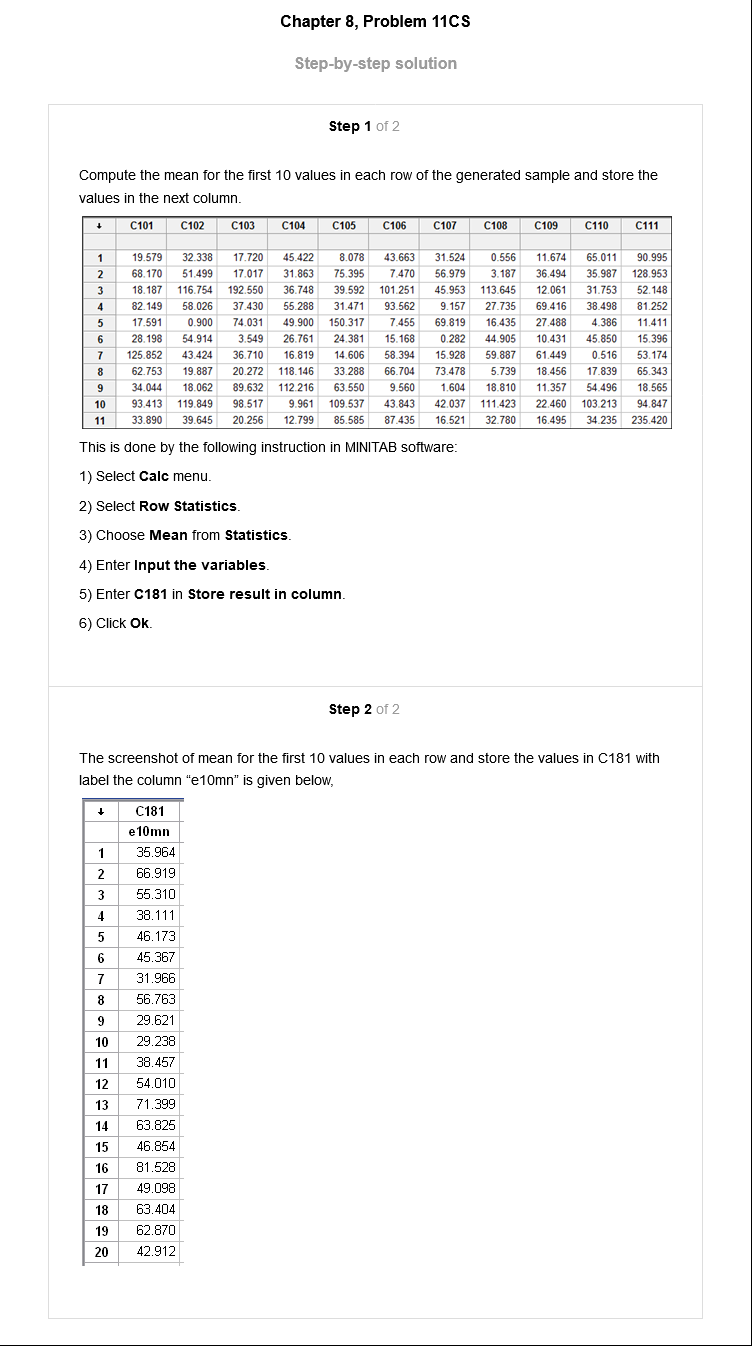 Chapter 8, Problem 11CS
Step-by-step solution
Step 1 of 2
Compute the mean for the first 10 values in each row of the generated sample and store the
values in the next column.
↓ C101 C102 C103 C104 C105 C106 C107 C108 C109 C110 C111
1 19.579 32.338 17.720 45.422 8.078 43.663 31.524 0.556 11.674 65.011 90.995
2 68.170 51.499 17.017 31.863 75.395 7.470 56.979 3.187 36.494 35.987 128.953
3 18.187 116.754 192.550 36.748 39.592 101.251 45.953 113.645 12.061 31.753 52.148
4 82.149 58.026 37.430 55.288 31.471 93.562 9.157 27.735 69.416 38.498 81.252
5 17.591 0.900 74.031 49.900 150.317 7.455 69.819 16.435 27.488 4.386 11.411
6 28.198 54.914 3.549 26.761 24.381 15.168 0.282 44.905 10.431 45.850 15.396
7 125.852 43.424 36.710 16.819 14.606 58.394 15.928 59.887 61.449 0.516 53.174
8 62.753 19.887 20.272 118.146 33.288 66.704 73.478 5.739 18.456 17.839 65.343
9 34.044 18.062 89.632 112.216 63.550 9.560 1.604 18.810 11.357 54.496 18.565
10 93.413 119.849 98.517 9.961 109.537 43.843 42.037 111.423 22.460 103.213 94.847
11 33.890 39.645 20.256 12.799 85.585 87.435 16.521 32.780 16.495 34.235 235.420
This is done by the following instruction in MINITAB software:
1) Select Calc menu.
2) Select Row Statistics.
3) Choose Mean from Statistics.
4) Enter Input the variables.
5) Enter C181 in Store result in column.
6) Click Ok.
Step 2 of 2
The screenshot of mean for the first 10 values in each row and store the values in C181 with
label the column “e10mn” is given below,
↓ C181
e10mn
1 35.964
2 66.919
3 55.310
4 38.111
5 46.173
6 45.367
7 31.966
8 56.763
9 29.621
10 29.238
11 38.457
12 54.010
13 71.399
14 63.825
15 46.854
16 81.528
17 49.098
18 63.404
19 62.870
20 42.912